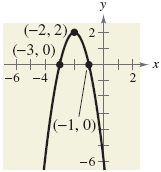 y
(-2, 2) 2
(-3, 0)
x
-6 -4 2
(-1, 0)
-6